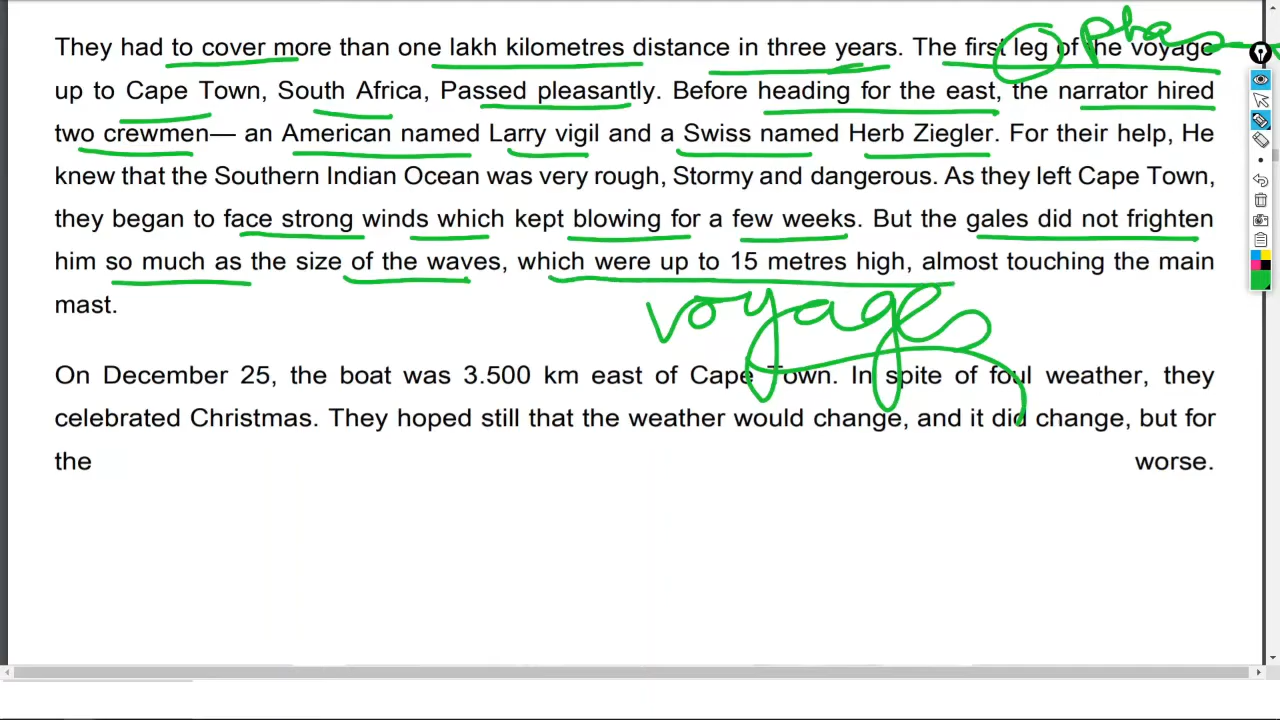 They had to cover more than one lakh kilometres distance in three years. The first leg of the voyage
up to Cape Town, South Africa, Passed pleasantly. Before heading for the east, the narrator hired
two crewmen— an American named Larry vigil and a Swiss named Herb Ziegler. For their help, He
knew that the Southern Indian Ocean was very rough, Stormy and dangerous. As they left Cape Town,
they began to face strong winds which kept blowing for a few weeks. But the gales did not frighten
him so much as the size of the waves, which were up to 15 metres high, almost touching the main
mast.
voyages
On December 25, the boat was 3.500 km east of Cape Town. In spite of foul weather, they
celebrated Christmas. They hoped still that the weather would change, and it did change, but for
the worse.